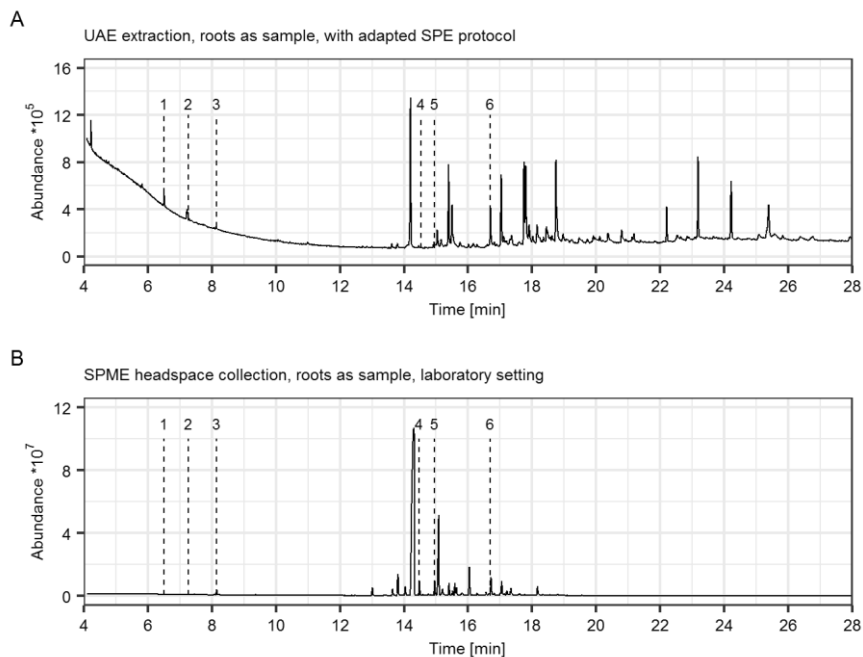 A
UAE extraction, roots as sample, with adapted SPE protocol
16
12
8
4
0
Abundance *10⁵
1 2 3 4 5 6
4 6 8 10 12 14 16 18 20 22 24 26 28
Time [min]
B
SPME headspace collection, roots as sample, laboratory setting
12
8
4
0
Abundance *10⁷
1 2 3 4 5 6
4 6 8 10 12 14 16 18 20 22 24 26 28
Time [min]